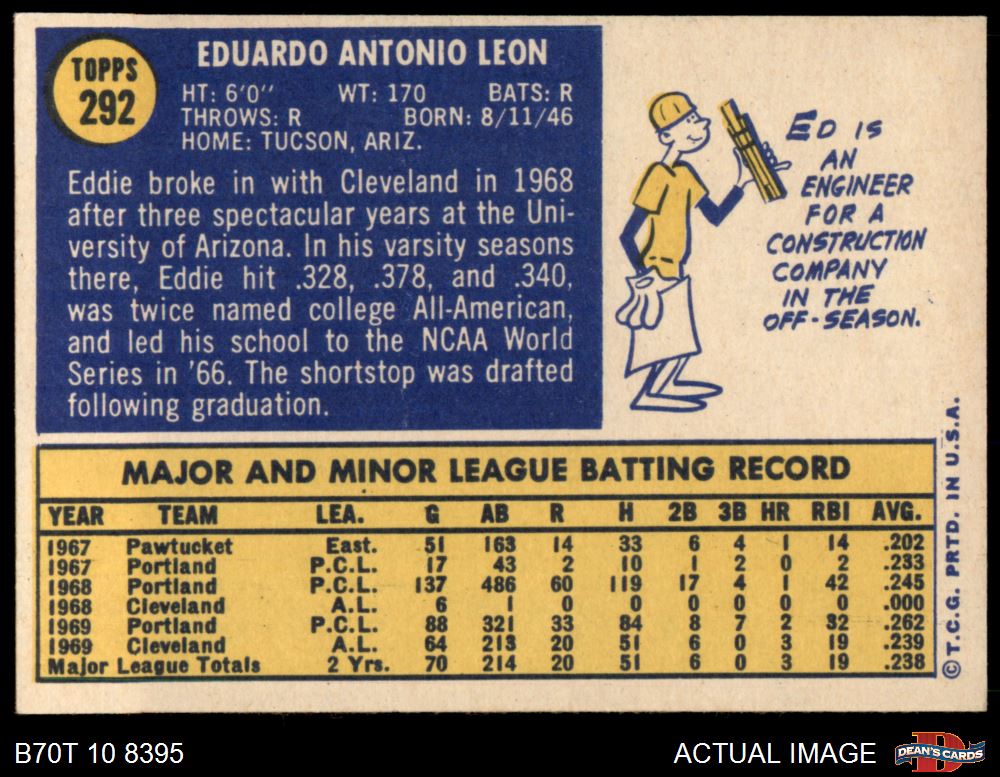 TOPPS
292
EDUARDO ANTONIO LEON
HT: 6'0" WT: 170 BATS: R
THROWS: R BORN: 8/11/46
HOME: TUCSON, ARIZ.
Eddie broke in with Cleveland in 1968
after three spectacular years at the Uni-
versity of Arizona. In his varsity seasons
there, Eddie hit .328, .378, and .340,
was twice named college All-American,
and led his school to the NCAA World
Series in '66. The shortstop was drafted
following graduation.
ED IS
AN
ENGINEER
FOR A
CONSTRUCTION
COMPANY
IN THE
OFF-SEASON.
MAJOR AND MINOR LEAGUE BATTING RECORD
YEAR TEAM LEA. G AB R H 2B 3B HR RBI AVG.
1967 Pawtucket East. 51 163 14 33 6 4 1 14 .202
1967 Portland P.C.L. 17 43 2 10 1 2 0 2 .233
1968 Portland P.C.L. 137 486 60 119 17 4 1 42 .245
1968 Cleveland A.L. 6 1 0 0 0 0 0 0 .000
1969 Portland P.C.L. 88 321 33 84 8 7 2 32 .262
1969 Cleveland A.L. 64 213 20 51 6 0 3 19 .239
Major League Totals 2 Yrs. 70 214 20 51 6 0 3 19 .238
© T.C.G. PRTD. IN U.S.A.
B70T 10 8395
ACTUAL IMAGE
D
DEAN'S CARDS